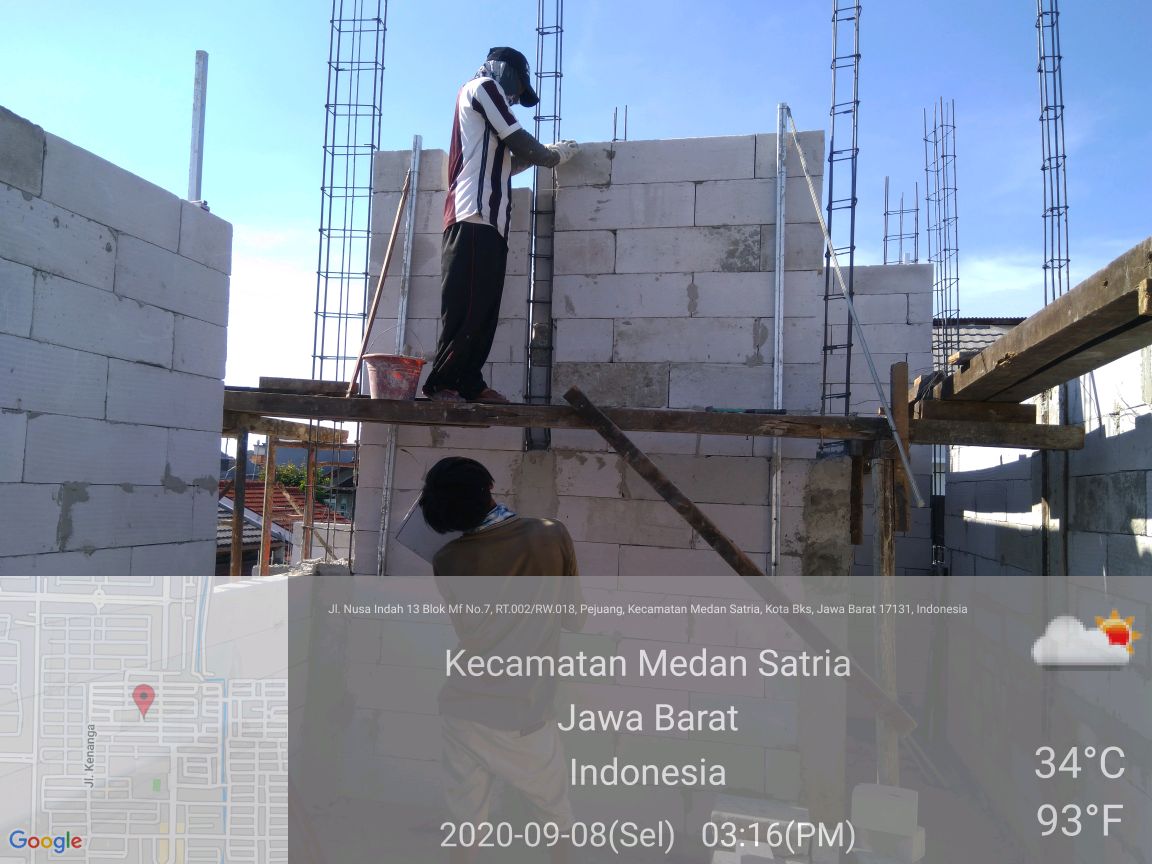 Jl. Nusa Indah 13 Blok Mf No.7, RT.002/RW.018, Pejuang, Kecamatan Medan Satria, Kota Bks, Jawa Barat 17131, Indonesia
Kecamatan Medan Satria
Jawa Barat
Indonesia
2020-09-08(Sel) 03:16(PM)
34°C
93°F
Jl. Kenanga
Google